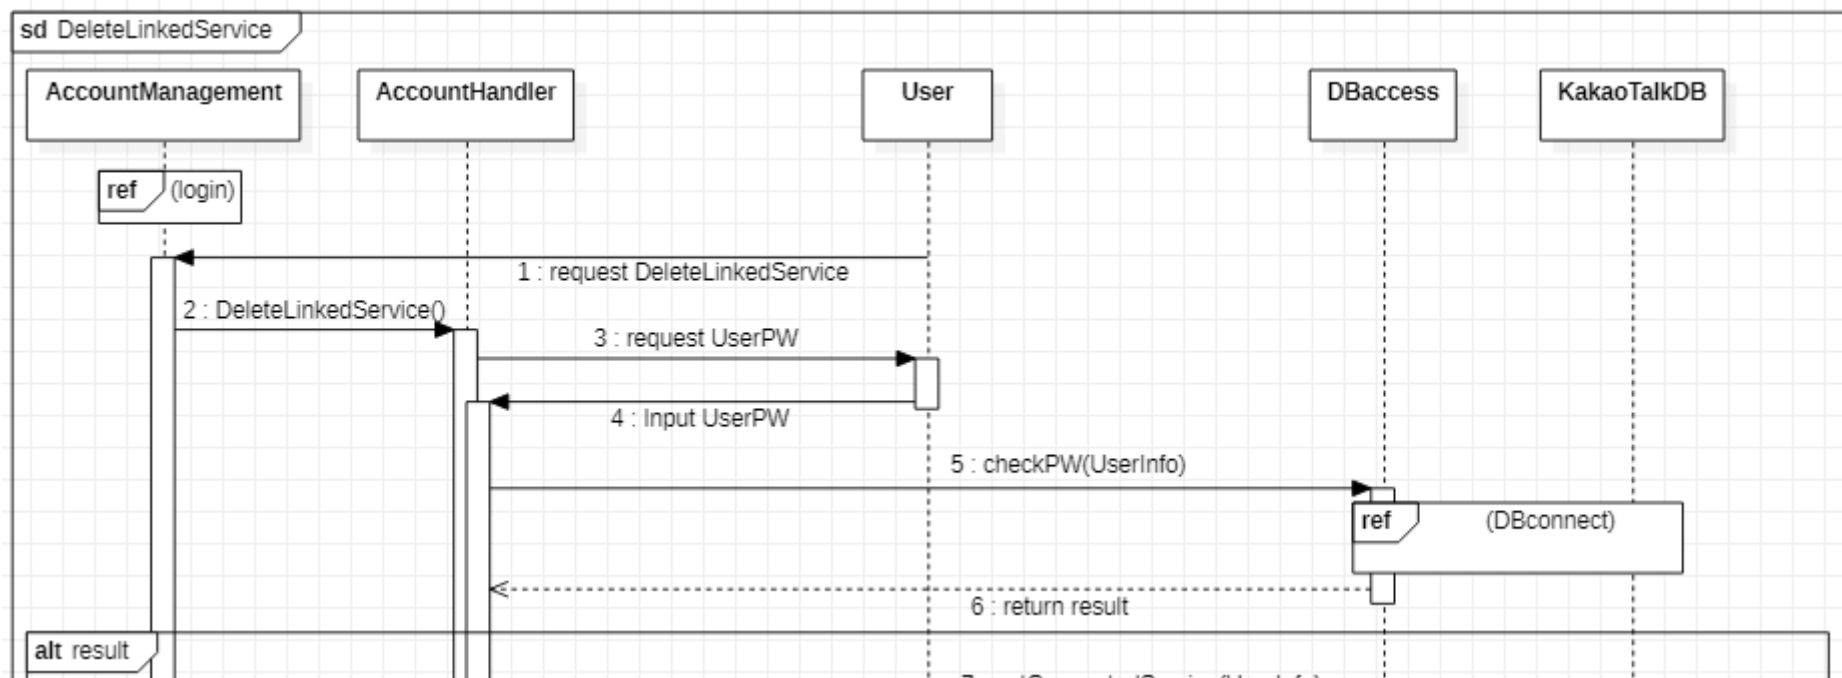 sd DeleteLinkedService
AccountManagement
AccountHandler
User
DBaccess
KakaoTalkDB
ref (login)
1 : request DeleteLinkedService
2 : DeleteLinkedService()
3 : request UserPW
4 : Input UserPW
5 : checkPW(UserInfo)
ref (DBconnect)
6 : return result
alt result